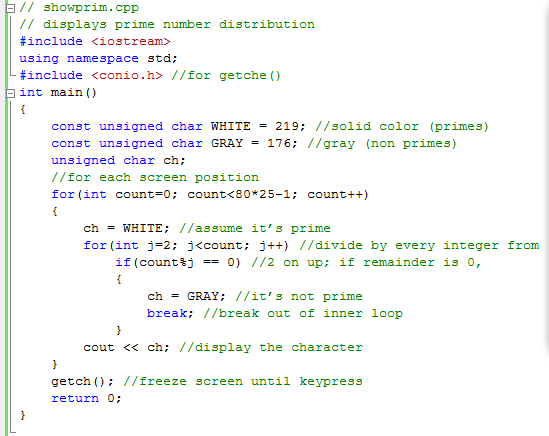 // showprim.cpp
// displays prime number distribution
#include <iostream>
using namespace std;
#include <conio.h> //for getche()
int main()
{
const unsigned char WHITE = 219; //solid color (primes)
const unsigned char GRAY = 176; //gray (non primes)
unsigned char ch;
//for each screen position
for(int count=0; count<80*25-1; count++)
{
ch = WHITE; //assume it’s prime
for(int j=2; j<count; j++) //divide by every integer from
if(count%j == 0) //2 on up; if remainder is 0,
{
ch = GRAY; //it’s not prime
break; //break out of inner loop
}
cout << ch; //display the character
}
getch(); //freeze screen until keypress
return 0;
}